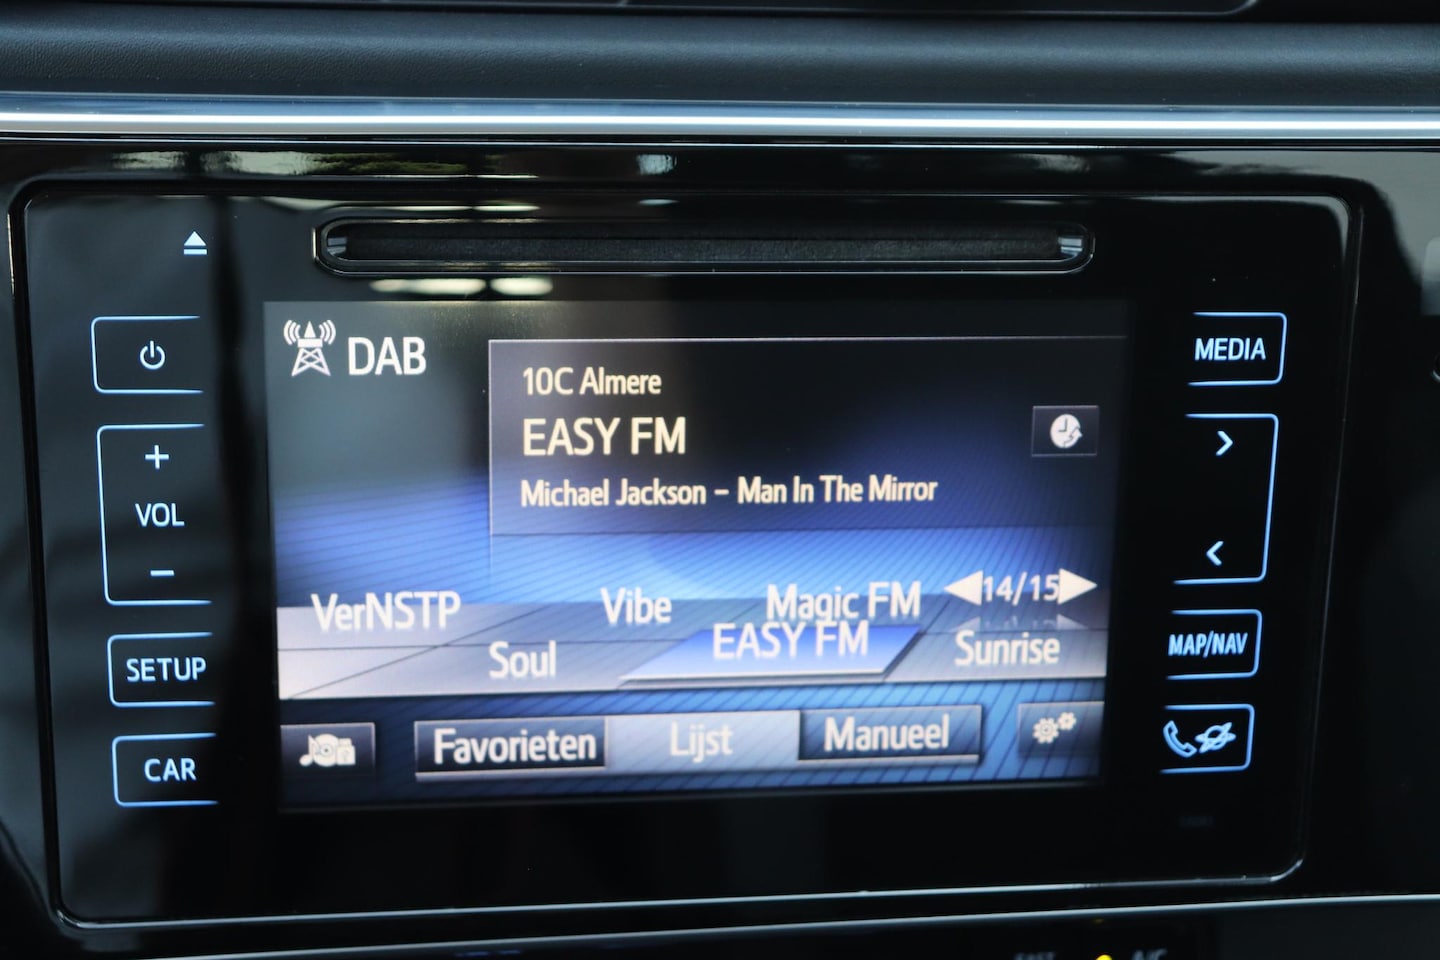 DAB
10C Almere
EASY FM
Michael Jackson - Man In The Mirror
VerNSTP Vibe Magic FM 14/15
Soul EASY FM Sunrise
Favorieten Lijst Manueel
+
VOL
-
SETUP
CAR
MEDIA
MAP/NAV